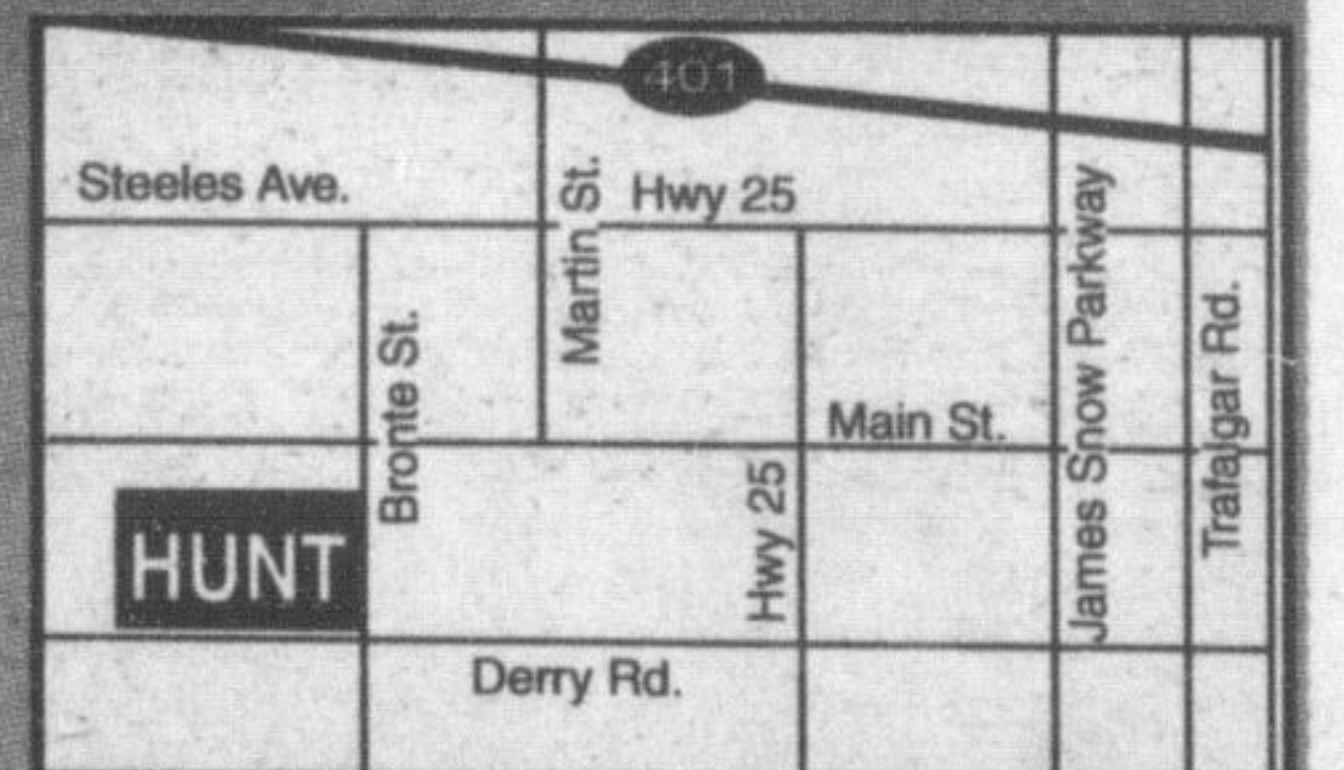 401
Steeles Ave.
Martin St.
Hwy 25
Bronte St.
James Snow Parkway
Trafalgar Rd.
Main St.
Hwy 25
HUNT
Derry Rd.